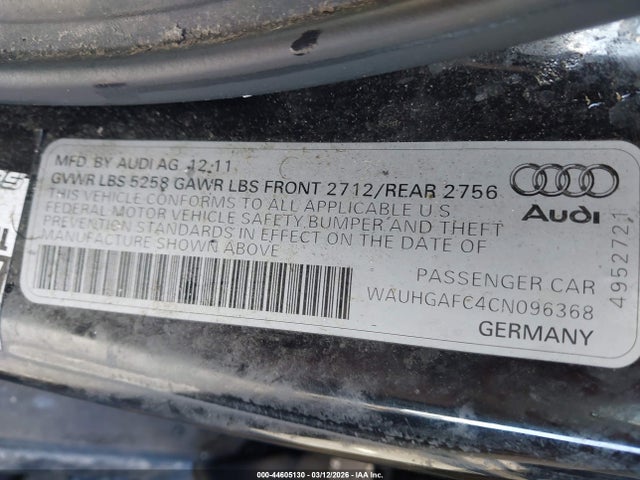 MFD BY AUDI AG 12.11
GVWR LBS 5258 GAWR LBS FRONT 2712/REAR 2756
THIS VEHICLE CONFORMS TO ALL APPLICABLE U.S
FEDERAL MOTOR VEHICLE SAFETY, BUMPER AND THEFT
PREVENTION STANDARDS IN EFFECT ON THE DATE OF
MANUFACTURE SHOWN ABOVE
Audi
4952721
PASSENGER CAR
WAUHGAFC4CN096368
GERMANY
000-44605130 - 03/12/2026 - IAAI.COM